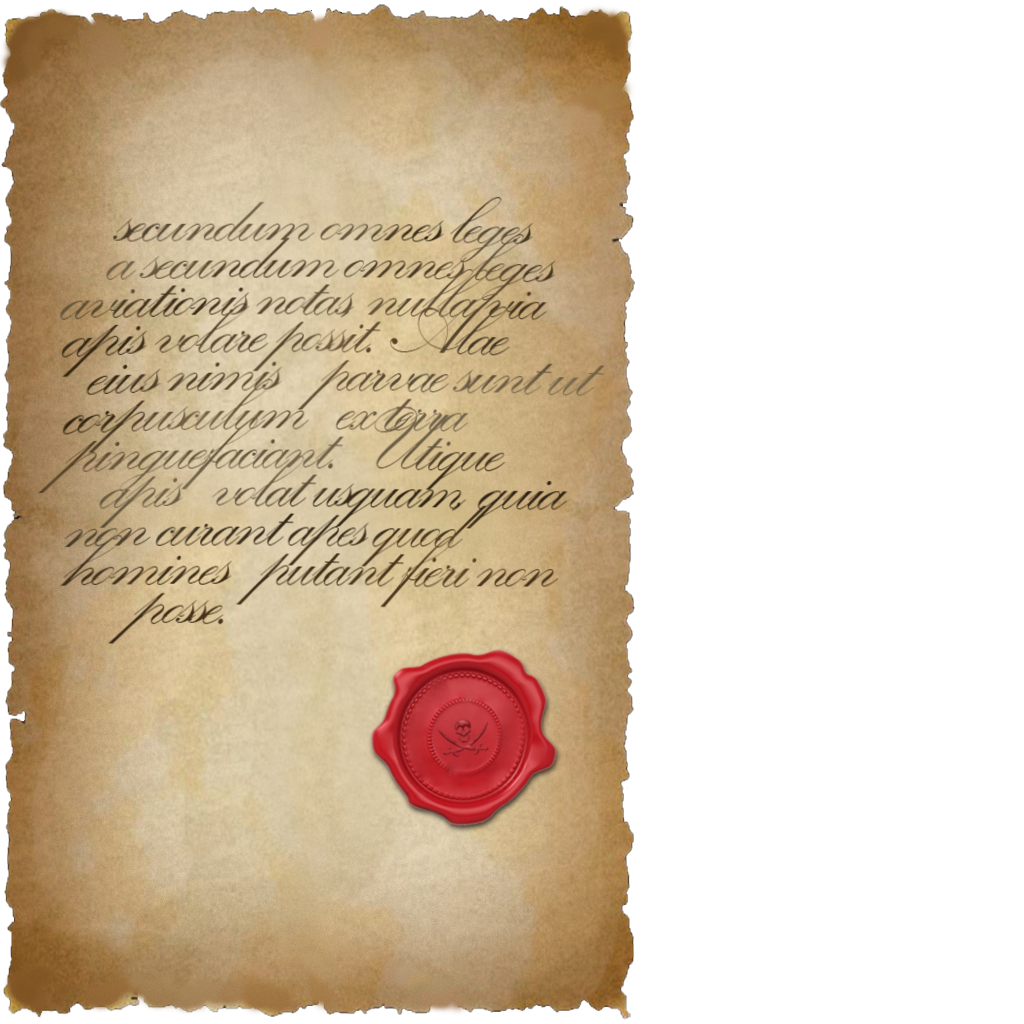 secundum omnes leges
a secundum omnes leges
aviationis notas nulla via
apis volare possit. Alae
eius nimis parvae sunt ut
corpusculum ex terra
pinguefaciant. Utique
apis volat usquam, quia
non curant apes quod
homines putant fieri non
posse.